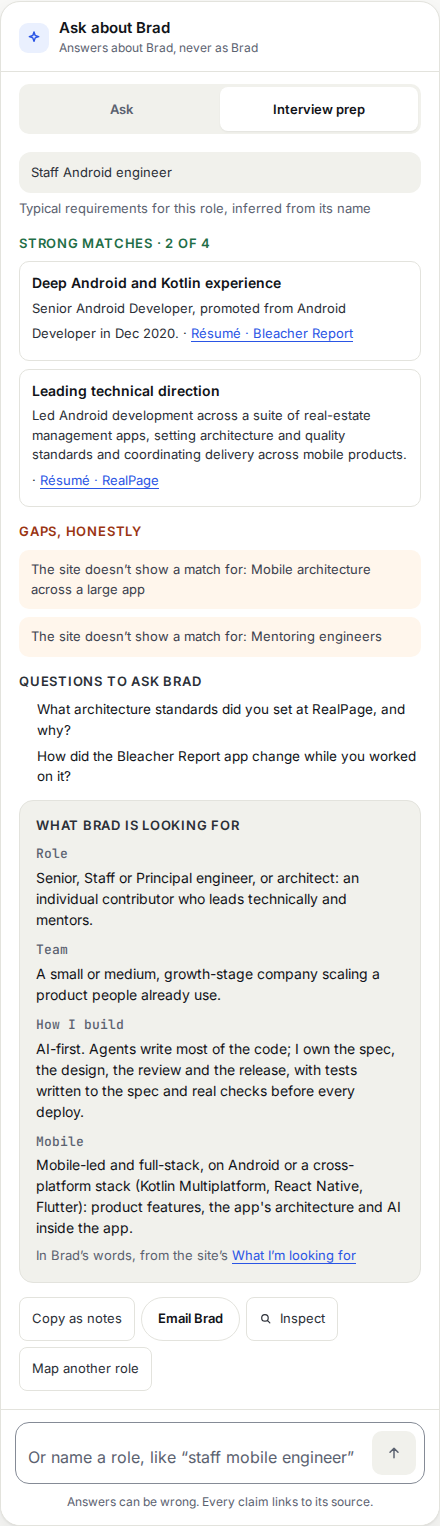 Ask about Brad
Answers about Brad, never as Brad
Ask
Interview prep
Staff Android engineer
Typical requirements for this role, inferred from its name
STRONG MATCHES · 2 OF 4
Deep Android and Kotlin experience
Senior Android Developer, promoted from Android
Developer in Dec 2020. · Résumé · Bleacher Report
Leading technical direction
Led Android development across a suite of real-estate
management apps, setting architecture and quality
standards and coordinating delivery across mobile products.
· Résumé · RealPage
GAPS, HONESTLY
The site doesn’t show a match for: Mobile architecture
across a large app
The site doesn’t show a match for: Mentoring engineers
QUESTIONS TO ASK BRAD
What architecture standards did you set at RealPage, and
why?
How did the Bleacher Report app change while you worked
on it?
WHAT BRAD IS LOOKING FOR
Role
Senior, Staff or Principal engineer, or architect: an
individual contributor who leads technically and
mentors.
Team
A small or medium, growth-stage company scaling a
product people already use.
How I build
AI-first. Agents write most of the code; I own the spec,
the design, the review and the release, with tests
written to the spec and real checks before every
deploy.
Mobile
Mobile-led and full-stack, on Android or a cross-
platform stack (Kotlin Multiplatform, React Native,
Flutter): product features, the app's architecture and AI
inside the app.
In Brad’s words, from the site’s What I’m looking for
Copy as notes
Email Brad
Inspect
Map another role
Or name a role, like “staff mobile engineer”
Answers can be wrong. Every claim links to its source.